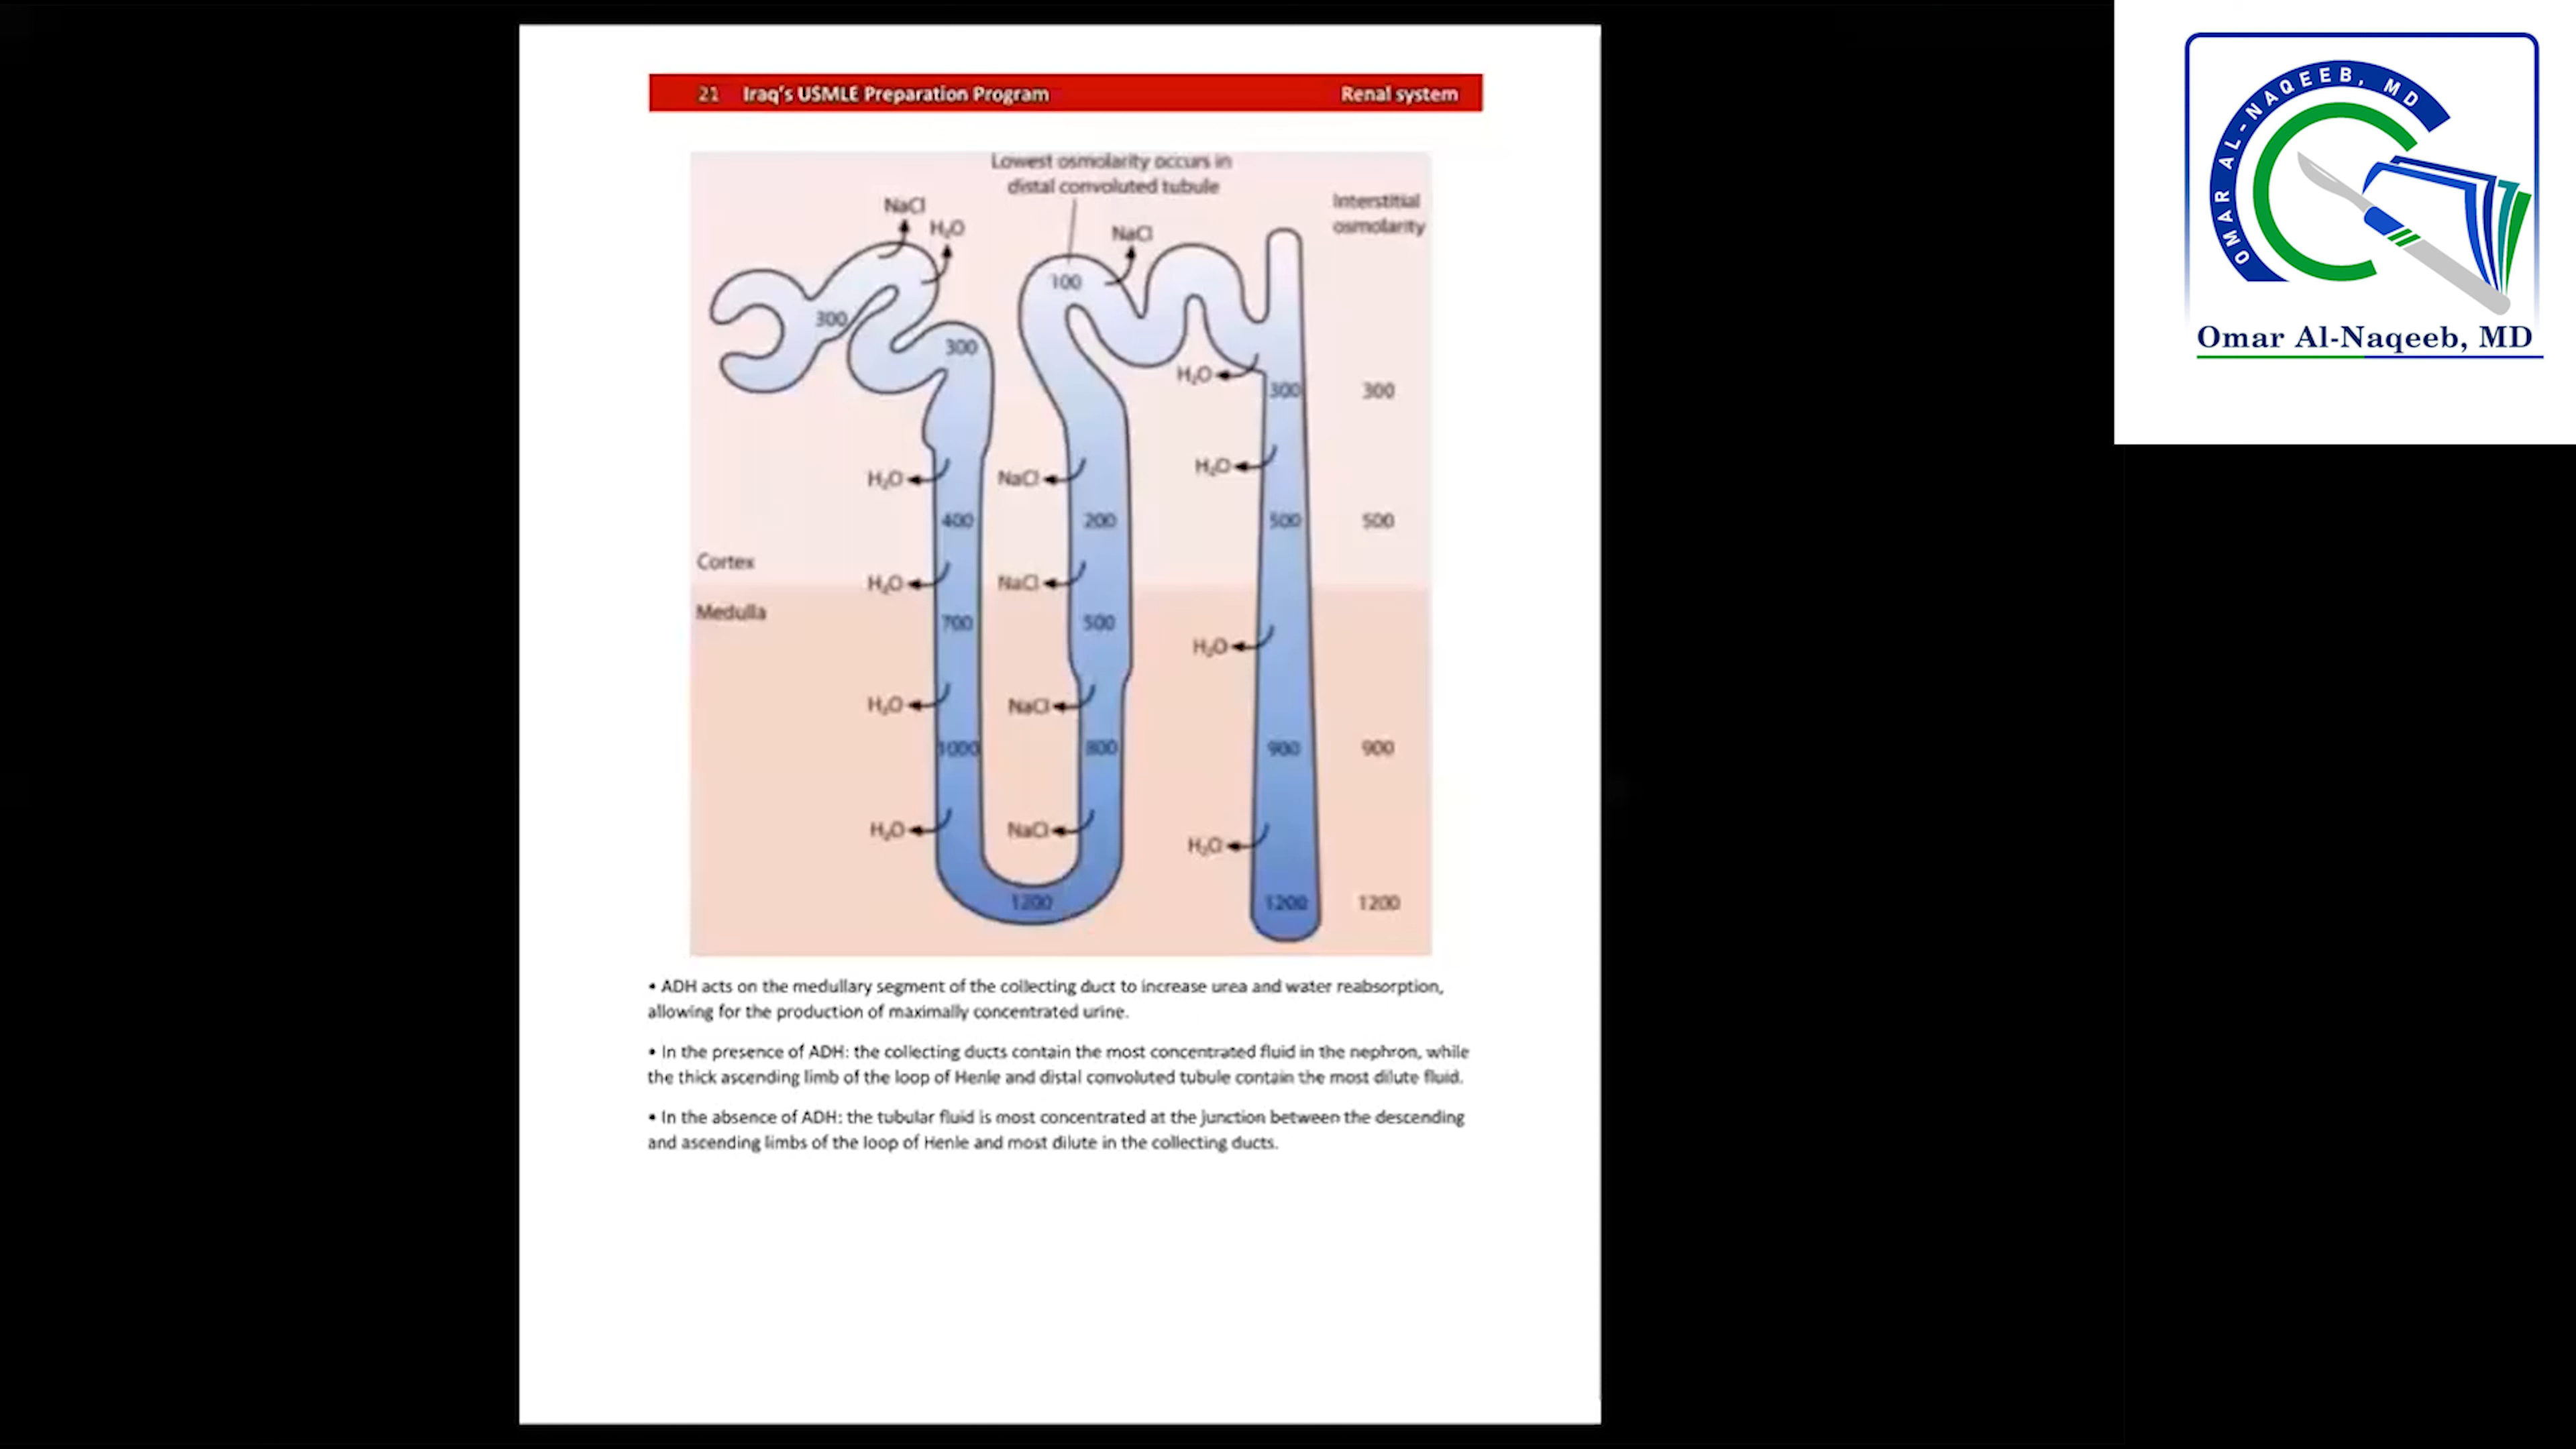 21 Iraq's USMLE Preparation Program Renal system
Lowest osmolarity occurs in
distal convoluted tubule
Interstitial
osmolarity
NaCl
H₂O
NaCl
100
300
300
H₂O
300 300
H₂O
H₂O NaCl
400 200 500 500
Cortex
H₂O NaCl
Medulla
700 500
H₂O
H₂O NaCl
1000 800 900 900
H₂O NaCl
H₂O
1200 1200 1200
• ADH acts on the medullary segment of the collecting duct to increase urea and water reabsorption,
allowing for the production of maximally concentrated urine.
• In the presence of ADH: the collecting ducts contain the most concentrated fluid in the nephron, while
the thick ascending limb of the loop of Henle and distal convoluted tubule contain the most dilute fluid.
• In the absence of ADH: the tubular fluid is most concentrated at the junction between the descending
and ascending limbs of the loop of Henle and most dilute in the collecting ducts.
OMAR AL-NAQEEB, MD
Omar Al-Naqeeb, MD